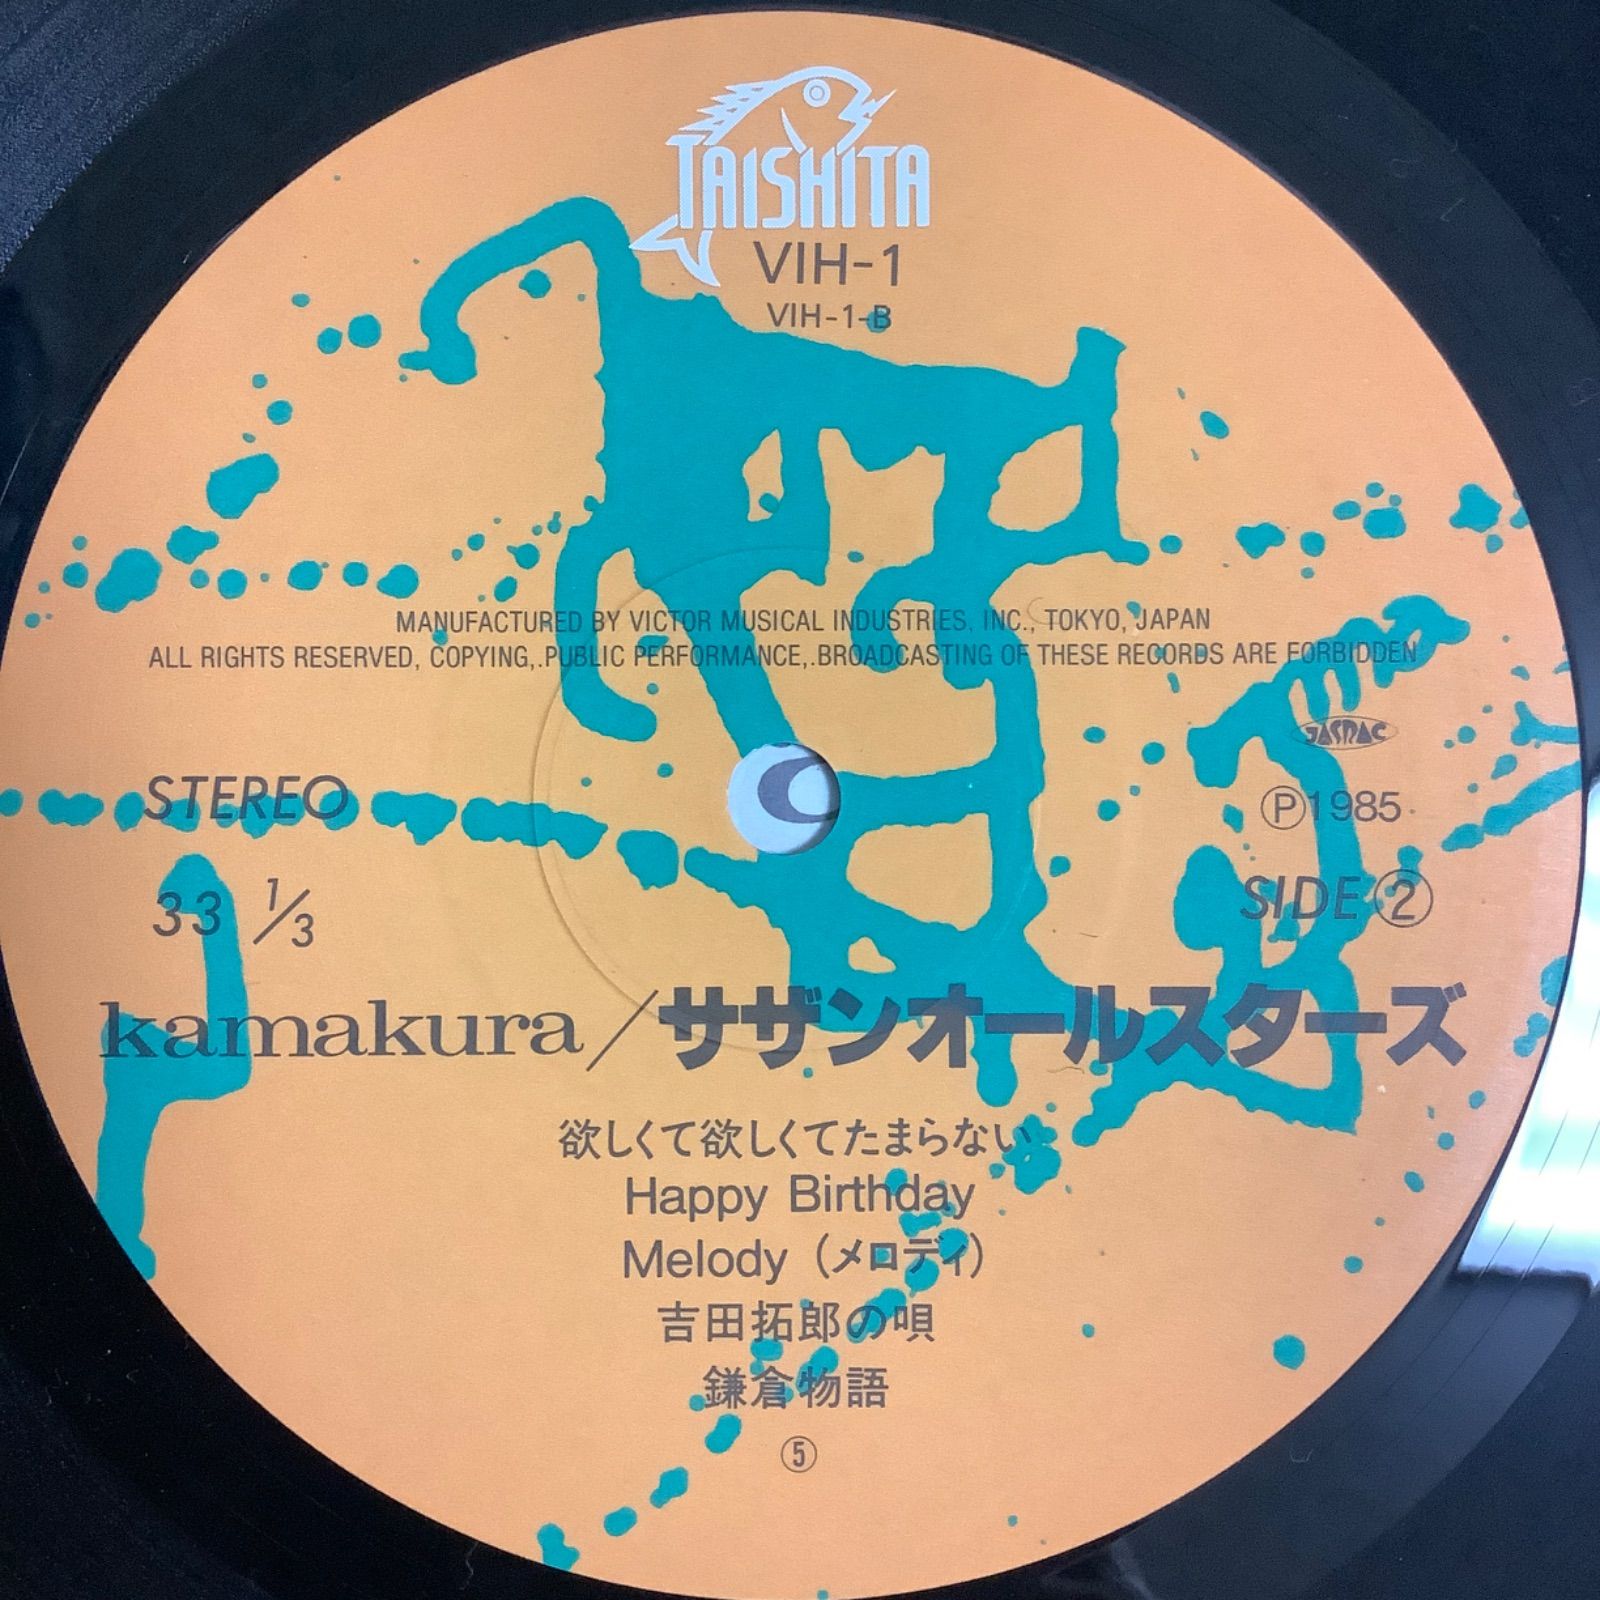 TAISHITA
VIH-1
VIH-1-B
MANUFACTURED BY VICTOR MUSICAL INDUSTRIES, INC., TOKYO, JAPAN
ALL RIGHTS RESERVED, COPYING,.PUBLIC PERFORMANCE,.BROADCASTING OF THESE RECORDS ARE FORBIDDEN
JASRAC
STEREO
Ⓟ1985
33 1/3
SIDE ②
kamakura/サザンオールスターズ
欲しくて欲しくてたまらない
Happy Birthday
Melody (メロディ)
吉田拓郎の唄
鎌倉物語
⑤